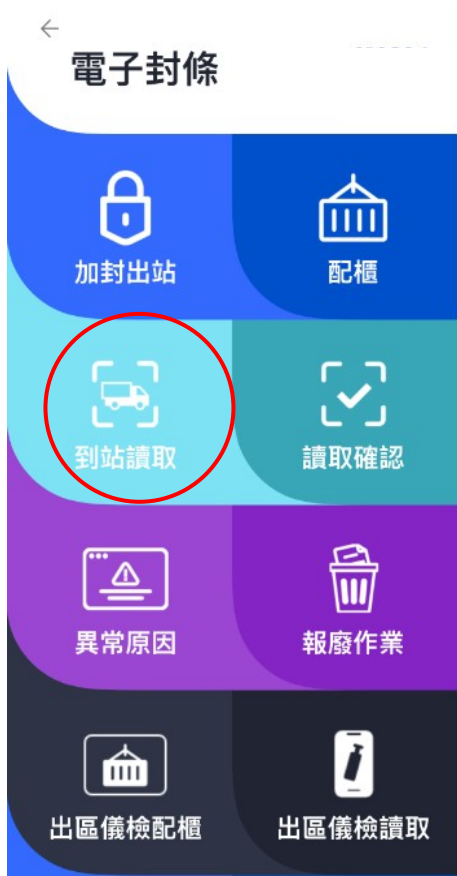 電子封條
加封出站
配櫃
到站讀取
讀取確認
異常原因
報廢作業
出區儀檢配櫃
出區儀檢讀取